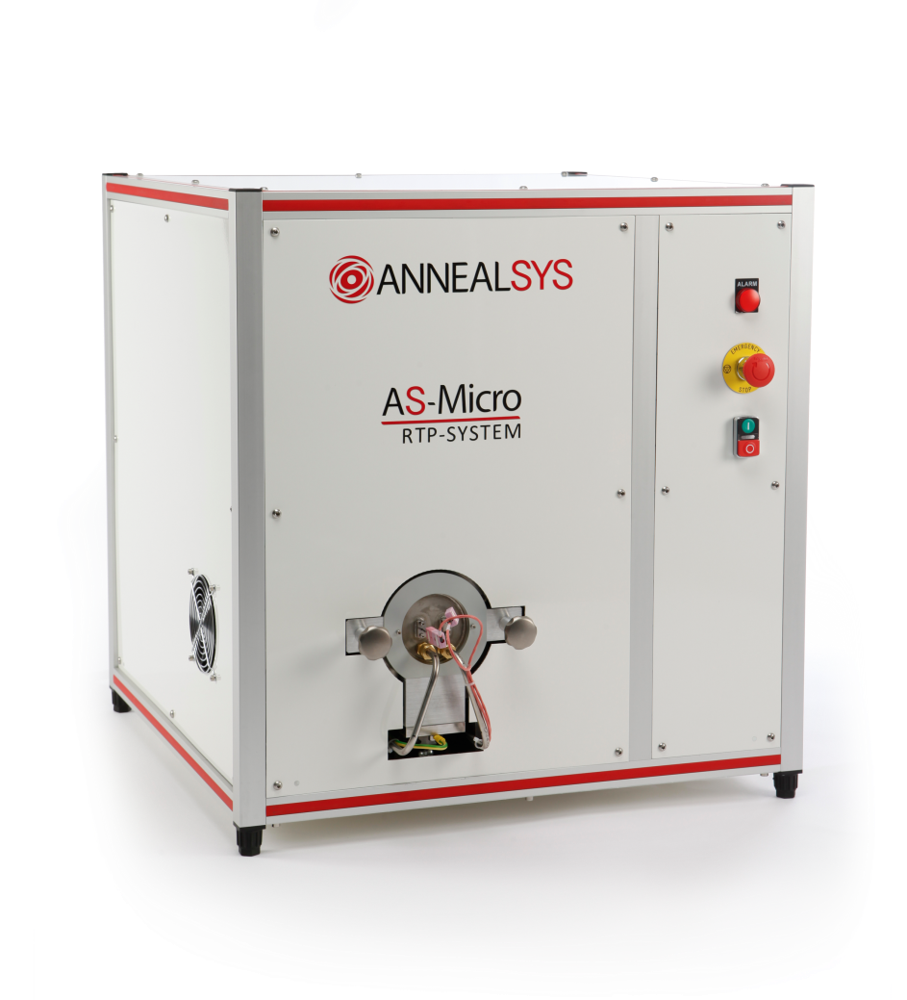 ANNEALSYS
AS-Micro
RTP-SYSTEM
ALARM
EMERGENCY
STOP
I
O